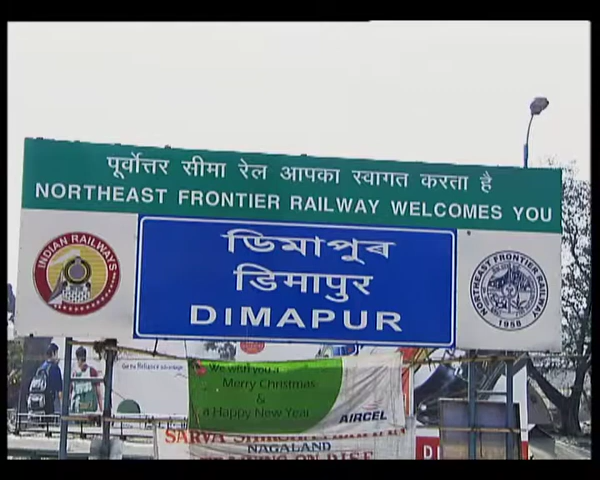 पूर्वोत्तर सीमा रेल आपका स्वागत करता है
NORTHEAST FRONTIER RAILWAY WELCOMES YOU
INDIAN RAILWAYS
ডিমাপুৰ
डिमापुर
DIMAPUR
NORTHEAST FRONTIER RAILWAY
1958
We wish you a
Merry Christmas
&
a Happy New Year
AIRCEL
SARVA
NAGALAND